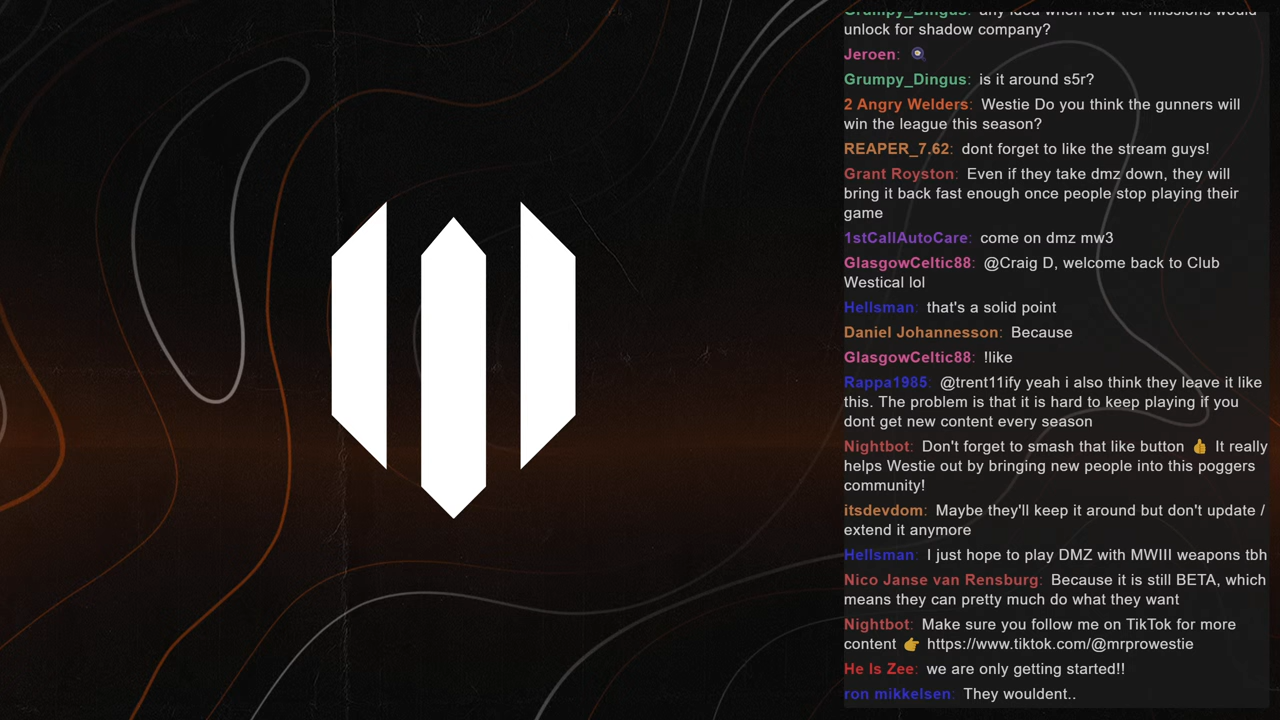 Grumpy_Dingus: any idea when new tier missions would
unlock for shadow company?
Jeroen:
Grumpy_Dingus: is it around s5r?
2 Angry Welders: Westie Do you think the gunners will
win the league this season?
REAPER_7.62: dont forget to like the stream guys!
Grant Royston: Even if they take dmz down, they will
bring it back fast enough once people stop playing their
game
1stCallAutoCare: come on dmz mw3
GlasgowCeltic88: @Craig D, welcome back to Club
Westical lol
Hellsman: that's a solid point
Daniel Johannesson: Because
GlasgowCeltic88: !like
Rappa1985: @trent11ify yeah i also think they leave it like
this. The problem is that it is hard to keep playing if you
dont get new content every season
Nightbot: Don't forget to smash that like button 👍 It really
helps Westie out by bringing new people into this poggers
community!
itsdevdom: Maybe they'll keep it around but don't update /
extend it anymore
Hellsman: I just hope to play DMZ with MWIII weapons tbh
Nico Janse van Rensburg: Because it is still BETA, which
means they can pretty much do what they want
Nightbot: Make sure you follow me on TikTok for more
content 👉 https://www.tiktok.com/@mrprowestie
He Is Zee: we are only getting started!!
ron mikkelsen: They wouldent..